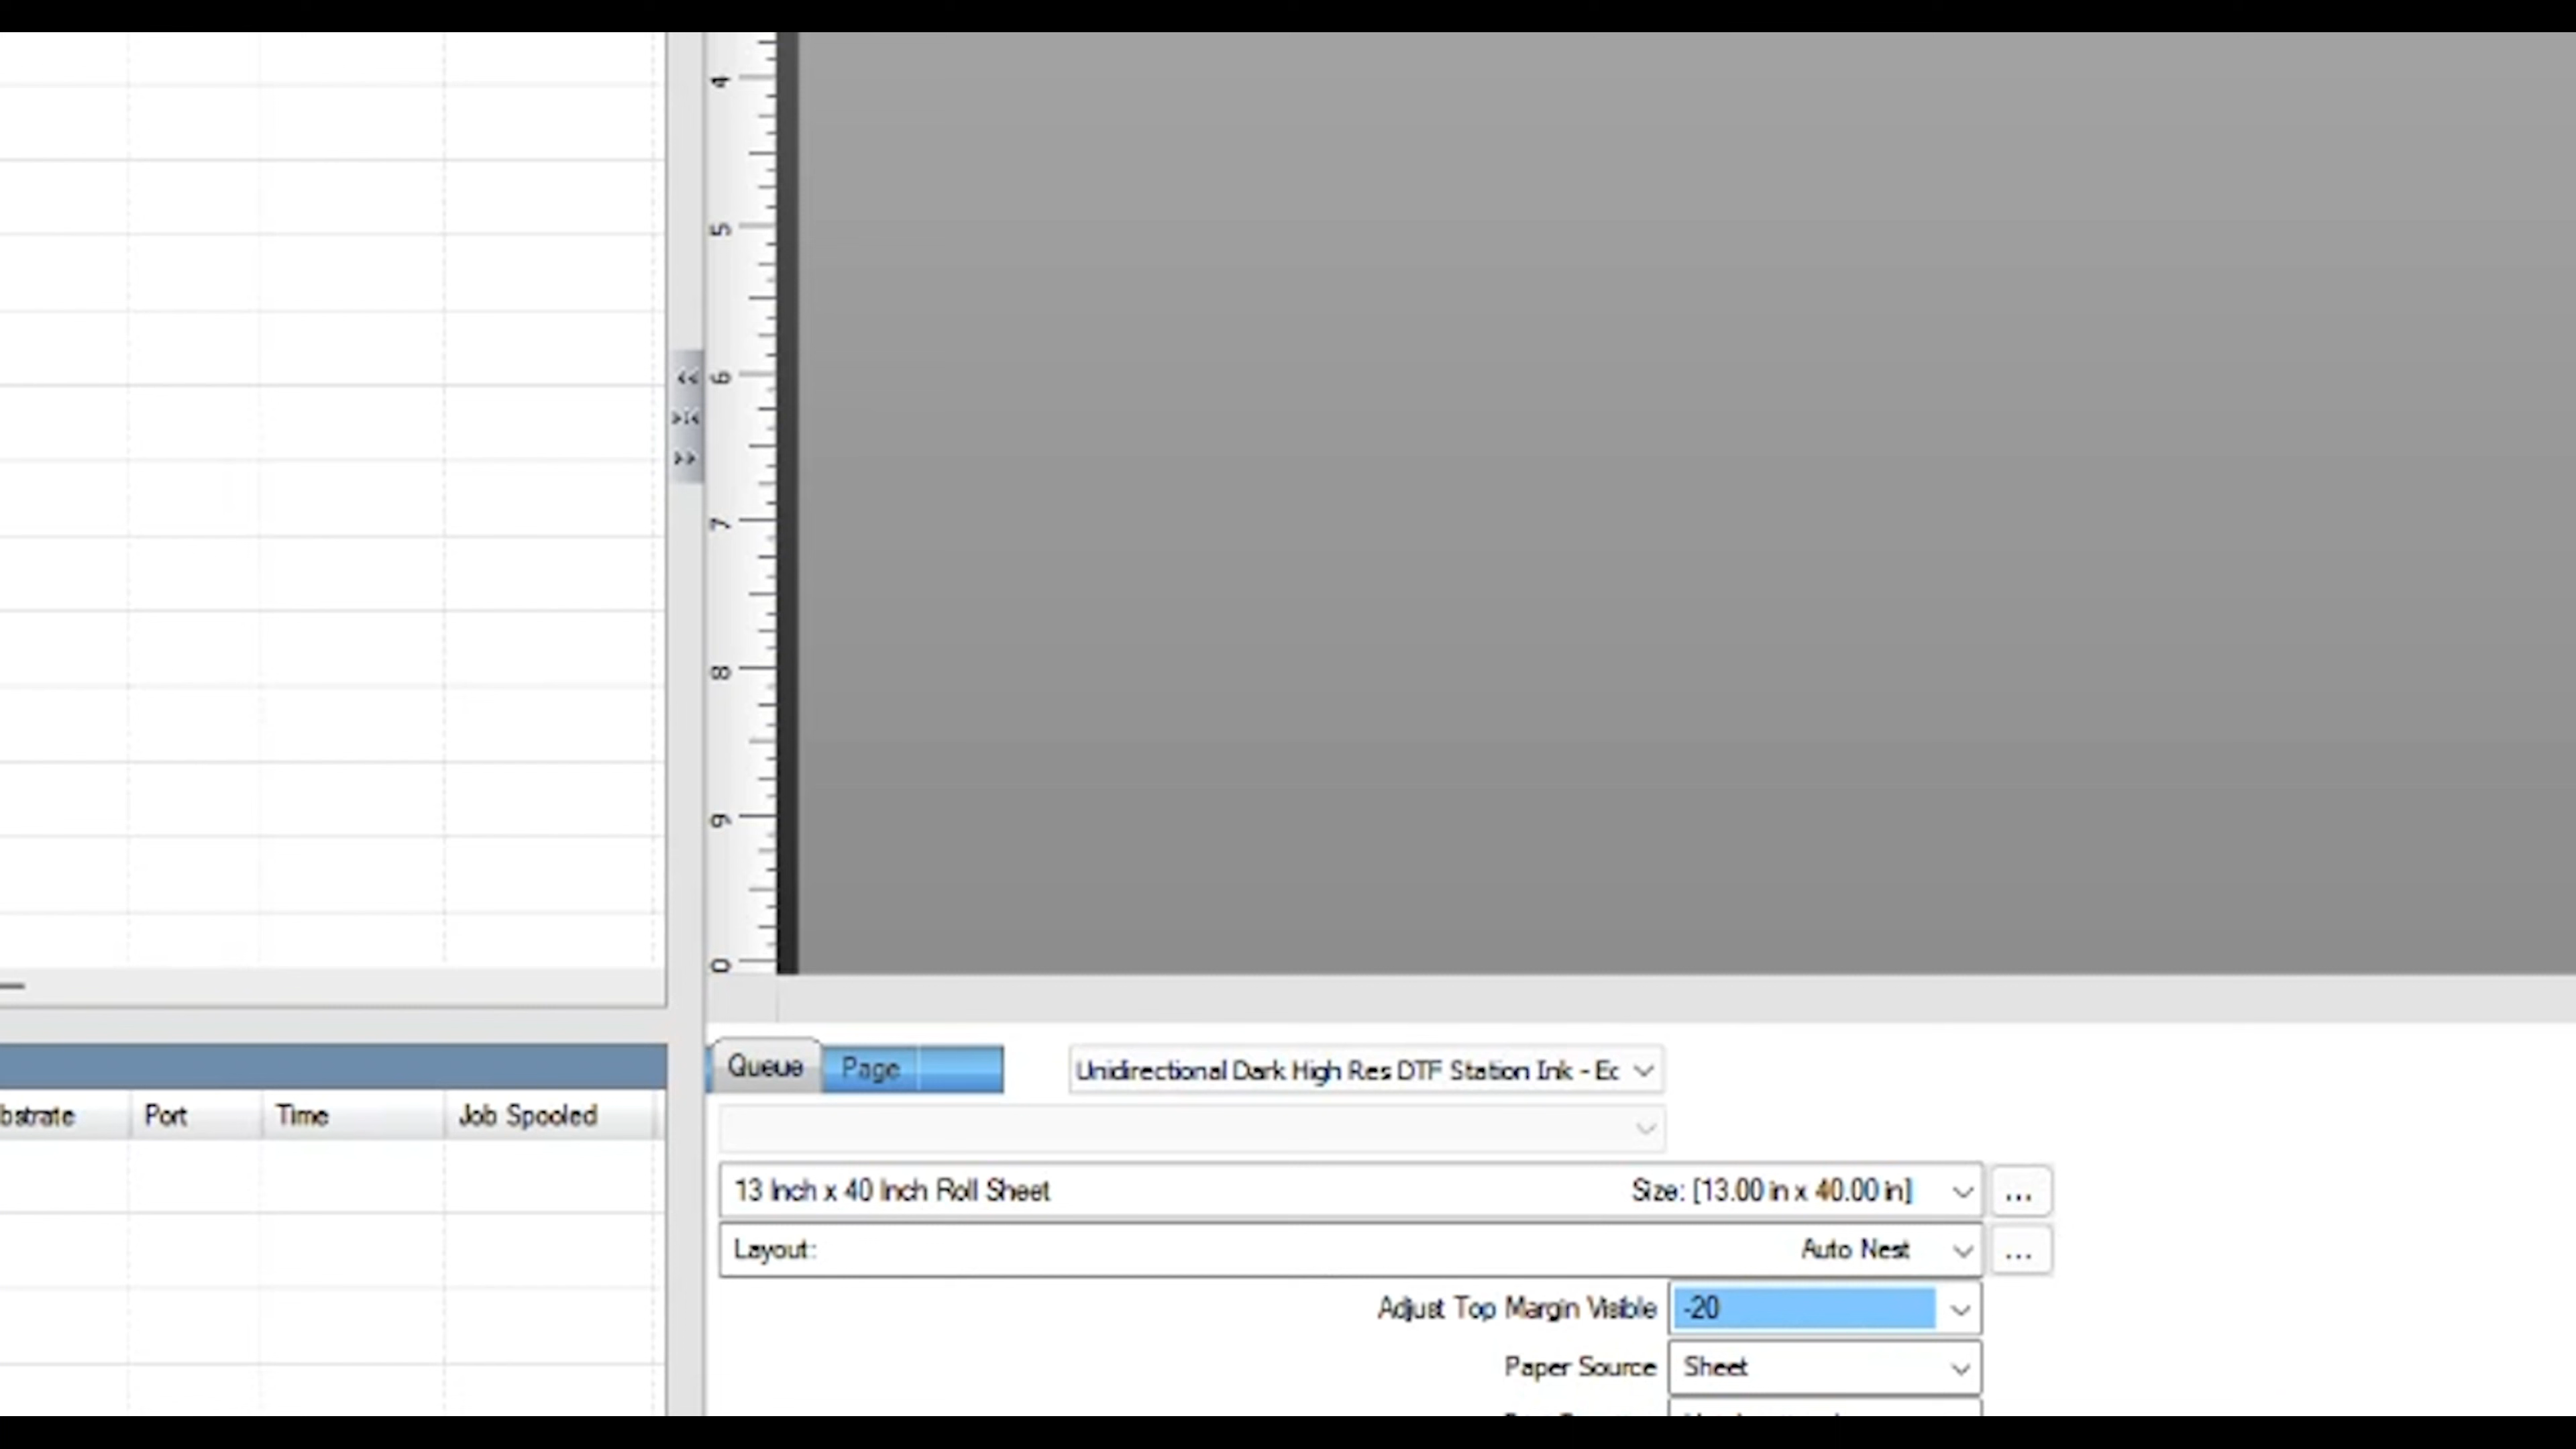 4
5
6
7
8
9
0
Queue Page Unidirectional Dark High Res DTF Station Ink - Ec
bstrate Port Time Job Spooled
13 Inch x 40 Inch Roll Sheet Size: [13.00 in x 40.00 in] ...
Layout: Auto Nest ...
Adjust Top Margin Visible -20
Paper Source Sheet